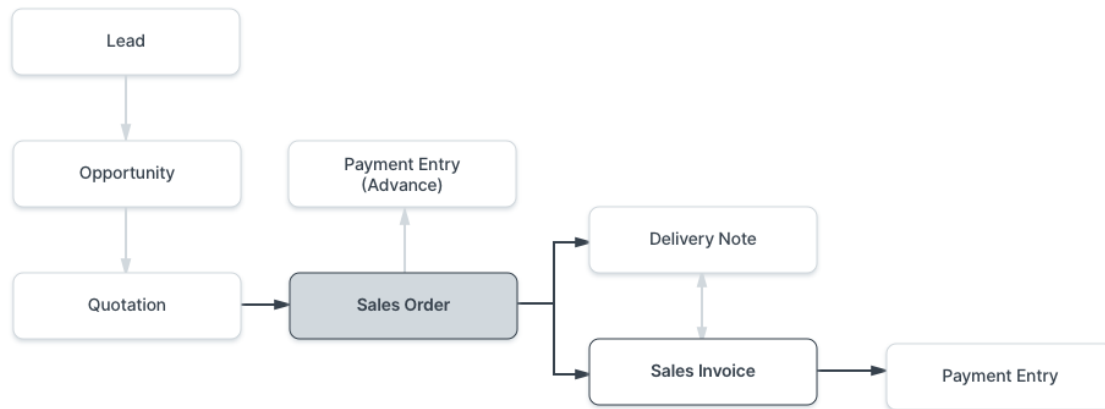 Lead
Opportunity
Payment Entry
(Advance)
Delivery Note
Quotation
Sales Order
Sales Invoice
Payment Entry